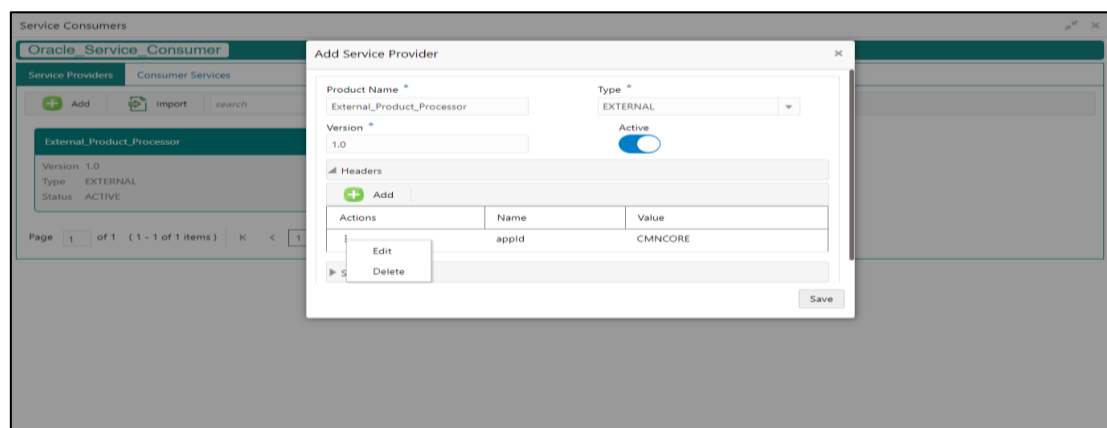 Service Consumers
Oracle_Service_Consumer
Service Providers Consumer Services
Add Import search
External_Product_Processor
Version 1.0
Type EXTERNAL
Status ACTIVE
Page 1 of 1 (1 - 1 of 1 items) K < 1
Add Service Provider
Product Name * Type *
External_Product_Processor EXTERNAL
Version * Active
1.0
Headers
Add
Actions Name Value
appId CMNCORE
Edit
Delete
S
Save